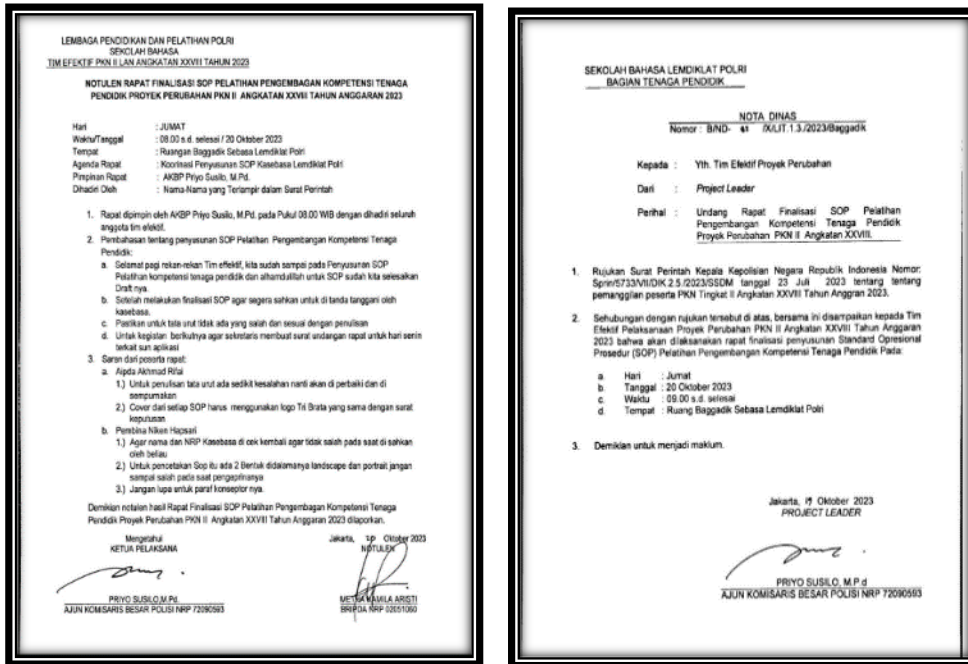 LEMBAGA PENDIDIKAN DAN PELATIHAN POLRI
SEKOLAH BAHASA
TIM EFEKTIF PKN II LAN ANGKATAN XXVIII TAHUN 2023
NOTULEN RAPAT FINALISASI SOP PELATIHAN PENGEMBAGAN KOMPETENSI TENAGA
PENDIDIK PROYEK PERUBAHAN PKN II ANGKATAN XXVIII TAHUN ANGGARAN 2023
Hari : JUMAT
Waktu/Tanggal : 08.00 s.d. selesai / 20 Oktober 2023
Tempat : Ruangan Baggadik Sebasa Lemdiklat Polri
Agenda Rapat : Koorinasi Penyusunan SOP Kasebasa Lemdiklat Polri
Pimpinan Rapat : AKBP Priyo Susilo, M.Pd.
Dihadiri Oleh : Nama-Nama yang Terlampir dalam Surat Perintah
1. Rapat dipimpin oleh AKBP Priyo Susilo, M.Pd. pada Pukul 08.00 WIB dengan dihadiri seluruh
anggota tim efektif.
2. Pembahasan tentang penyusunan SOP Pelatihan Pengembangan Kompetensi Tenaga
Pendidik:
a. Selamat pagi rekan-rekan Tim efektif, kita sudah sampai pada Penyusunan SOP
Pelatihan kompetensi tenaga pendidik dan alhamdulillah untuk SOP sudah kita selesaikan
Draft nya.
b. Setelah melakukan finalisasi SOP agar segera sahkan untuk di tanda tanggani oleh
kasebasa.
c. Pastikan untuk tata urut tidak ada yang salah dan sesuai dengan penulisan
d. Untuk kegiatan berikutnya agar sekretaris membuat surat undangan rapat untuk hari senin
terkait sun aplikasi
3. Saran dari peserta rapat:
a. Aipda Akhmad Rifai
1.) Untuk penulisan tata urut ada sedikit kesalahan nanti akan di perbaiki dan di
sempurnakan
2.) Cover dari setiap SOP harus menggunakan logo Tri Brata yang sama dengan surat
keputusan
b. Pembina Niken Hapsari
1.) Agar nama dan NRP Kasebasa di cek kembali agar tidak salah pada saat di sahkan
oleh beliau
2.) Untuk pencetakan Sop itu ada 2 Bentuk didalamanya landscape dan portrait jangan
sampai salah pada saat pengeprinanya
3.) Jangan lupa untuk paraf konseptor nya.
Demikian notulen hasil Rapat Finalisasi SOP Pelatihan Pengembagan Kompetensi Tenaga
Pendidik Proyek Perubahan PKN II Angkatan XXVIII Tahun Anggaran 2023 dilaporkan.
Mengetahui
KETUA PELAKSANA
PRIYO SUSILO,M.Pd.
AJUN KOMISARIS BESAR POLISI NRP 72090593
Jakarta, 20 Oktober 2023
NOTULEN
KAMILA ARISTI
BRIPDA NRP 02051060
SEKOLAH BAHASA LEMDIKLAT POLRI
BAGIAN TENAGA PENDIDIK
NOTA DINAS
Nomor : B/ND- /X/LIT.1.3./2023/Baggadik
Kepada : Yth. Tim Efektif Proyek Perubahan
Dari : Project Leader
Perihal : Undang Rapat Finalisasi SOP Pelatihan
Pengembangan Kompetensi Tenaga Pendidik
Proyek Perubahan PKN II Angkatan XXVIII.
1. Rujukan Surat Perintah Kepala Kepolisian Negara Republik Indonesia Nomor:
Sprin/5733/VII/DIK.2.5./2023/SSDM tanggal 23 Juli 2023 tentang tentang
pemanggilan peserta PKN Tingkat II Angkatan XXVIII Tahun Anggran 2023.
2. Sehubungan dengan rujukan tersebut di atas, bersama ini disampaikan kepada Tim
Efektif Pelaksanaan Proyek Perubahan PKN II Angkatan XXVIII Tahun Anggaran
2023 bahwa akan dilaksanakan rapat finalisasi penyusunan Standard Opresional
Prosedur (SOP) Pelatihan Pengembangan Kompetensi Tenaga Pendidik Pada:
a. Hari : Jumat
b. Tanggal : 20 Oktober 2023
c. Waktu : 09.00 s.d. selesai
d. Tempat : Ruang Baggadik Sebasa Lemdiklat Polri
3. Demikian untuk menjadi maklum.
Jakarta, 19 Oktober 2023
PROJECT LEADER
PRIYO SUSILO, M.P.d
AJUN KOMISARIS BESAR POLISI NRP 72090593